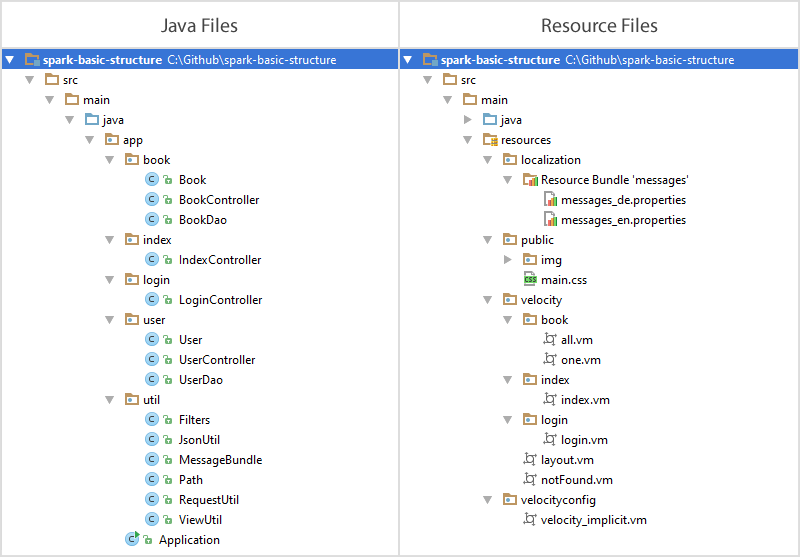 Java Files
spark-basic-structure C:\Github\spark-basic-structure
src
main
java
app
book
Book
BookController
BookDao
index
IndexController
login
LoginController
user
User
UserController
UserDao
util
Filters
JsonUtil
MessageBundle
Path
RequestUtil
ViewUtil
Application
Resource Files
spark-basic-structure C:\Github\spark-basic-structure
src
main
java
resources
localization
Resource Bundle 'messages'
messages_de.properties
messages_en.properties
public
img
main.css
velocity
book
all.vm
one.vm
index
index.vm
login
login.vm
layout.vm
notFound.vm
velocityconfig
velocity_implicit.vm